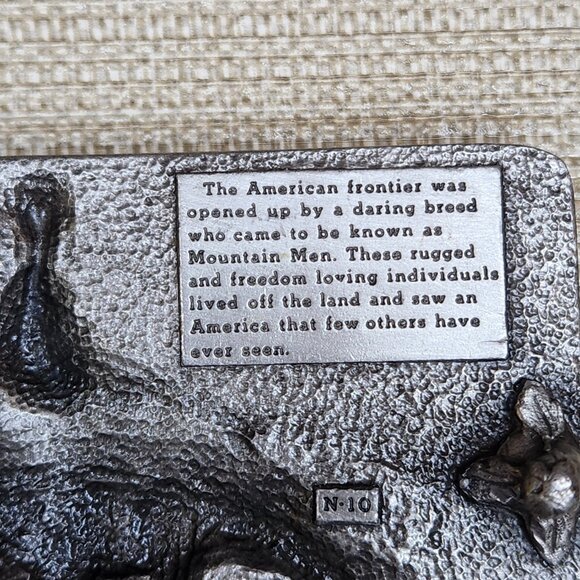 The American frontier was
opened up by a daring breed
who came to be known as
Mountain Men. These rugged
and freedom loving individuals
lived off the land and saw an
America that few others have
ever seen.
N·10